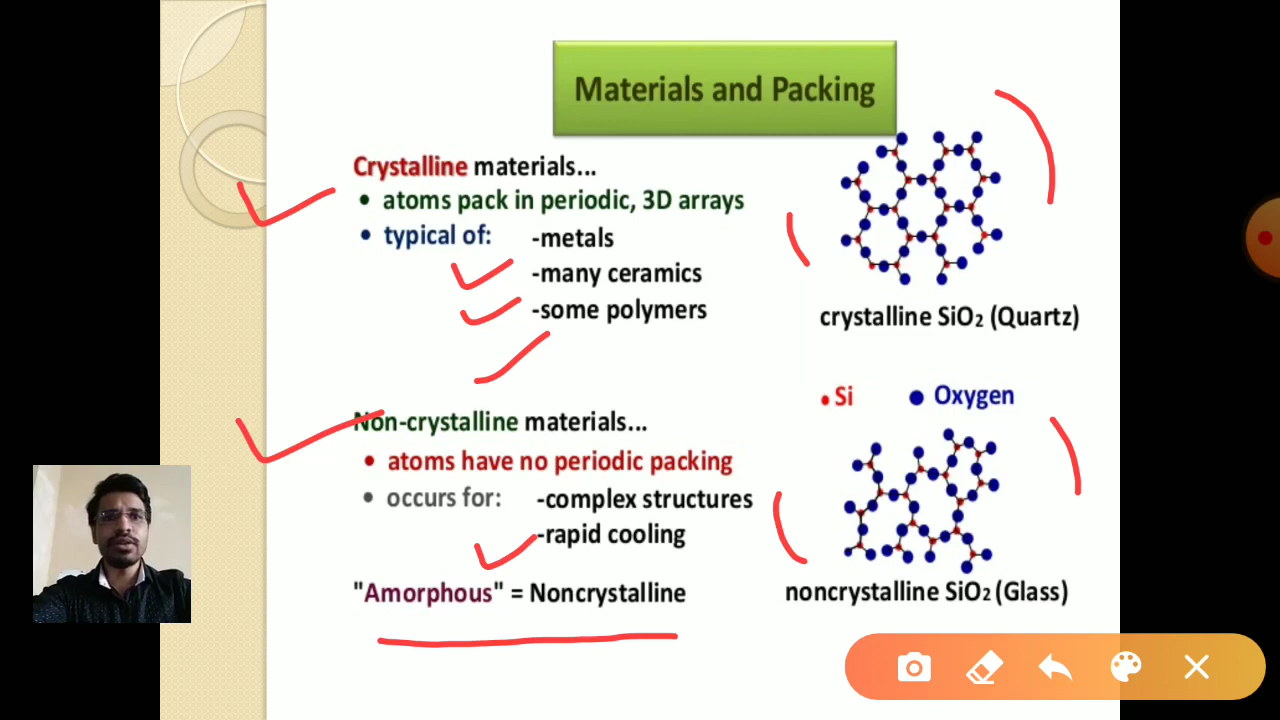 Materials and Packing
Crystalline materials...
• atoms pack in periodic, 3D arrays
• typical of: -metals
-many ceramics
-some polymers
crystalline SiO₂ (Quartz)
Si Oxygen
Non-crystalline materials...
• atoms have no periodic packing
• occurs for: -complex structures
-rapid cooling
"Amorphous" = Noncrystalline
noncrystalline SiO₂ (Glass)